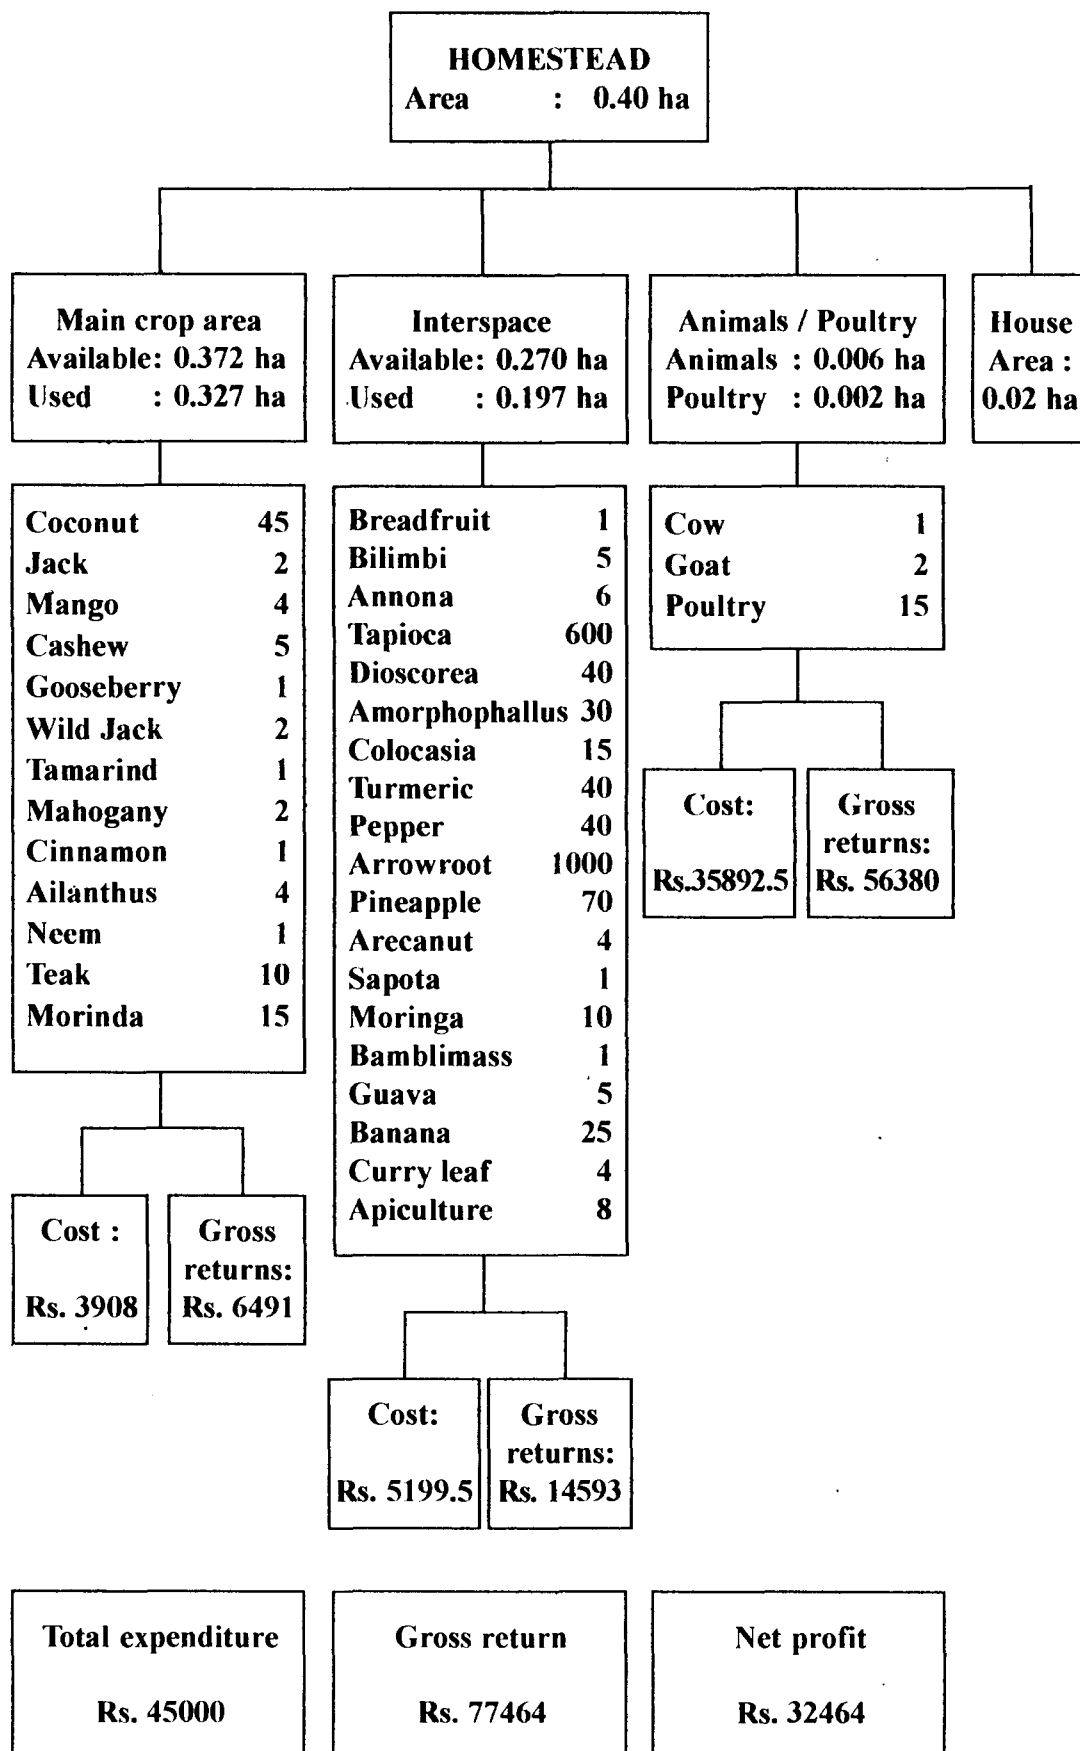 HOMESTEAD
Area : 0.40 ha
Main crop area
Available: 0.372 ha
Used : 0.327 ha
Interspace
Available: 0.270 ha
Used : 0.197 ha
Animals / Poultry
Animals : 0.006 ha
Poultry : 0.002 ha
House
Area :
0.02 ha
Coconut 45
Jack 2
Mango 4
Cashew 5
Gooseberry 1
Wild Jack 2
Tamarind 1
Mahogany 2
Cinnamon 1
Ailanthus 4
Neem 1
Teak 10
Morinda 15
Cost :
Rs. 3908
Gross
returns:
Rs. 6491
Breadfruit 1
Bilimbi 5
Annona 6
Tapioca 600
Dioscorea 40
Amorphophallus 30
Colocasia 15
Turmeric 40
Pepper 40
Arrowroot 1000
Pineapple 70
Arecanut 4
Sapota 1
Moringa 10
Bamblimass 1
Guava 5
Banana 25
Curry leaf 4
Apiculture 8
Cost:
Rs. 5199.5
Gross
returns:
Rs. 14593
Cow 1
Goat 2
Poultry 15
Cost:
Rs.35892.5
Gross
returns:
Rs. 56380
Total expenditure
Rs. 45000
Gross return
Rs. 77464
Net profit
Rs. 32464